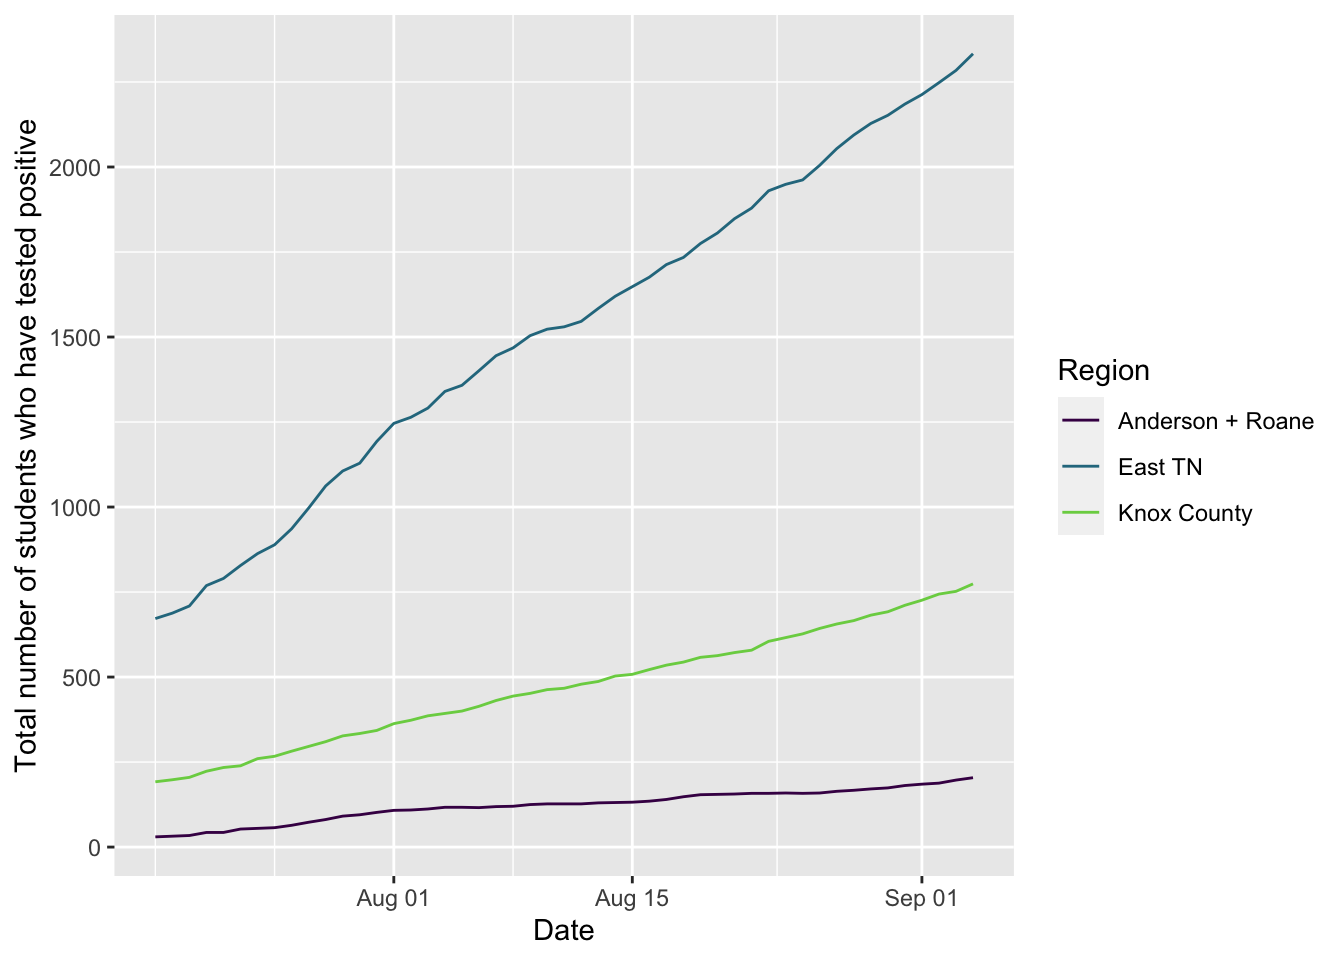 Total number of students who have tested positive
2000
1500
1000
500
0
Aug 01
Aug 15
Sep 01
Date
Region
Anderson + Roane
East TN
Knox County